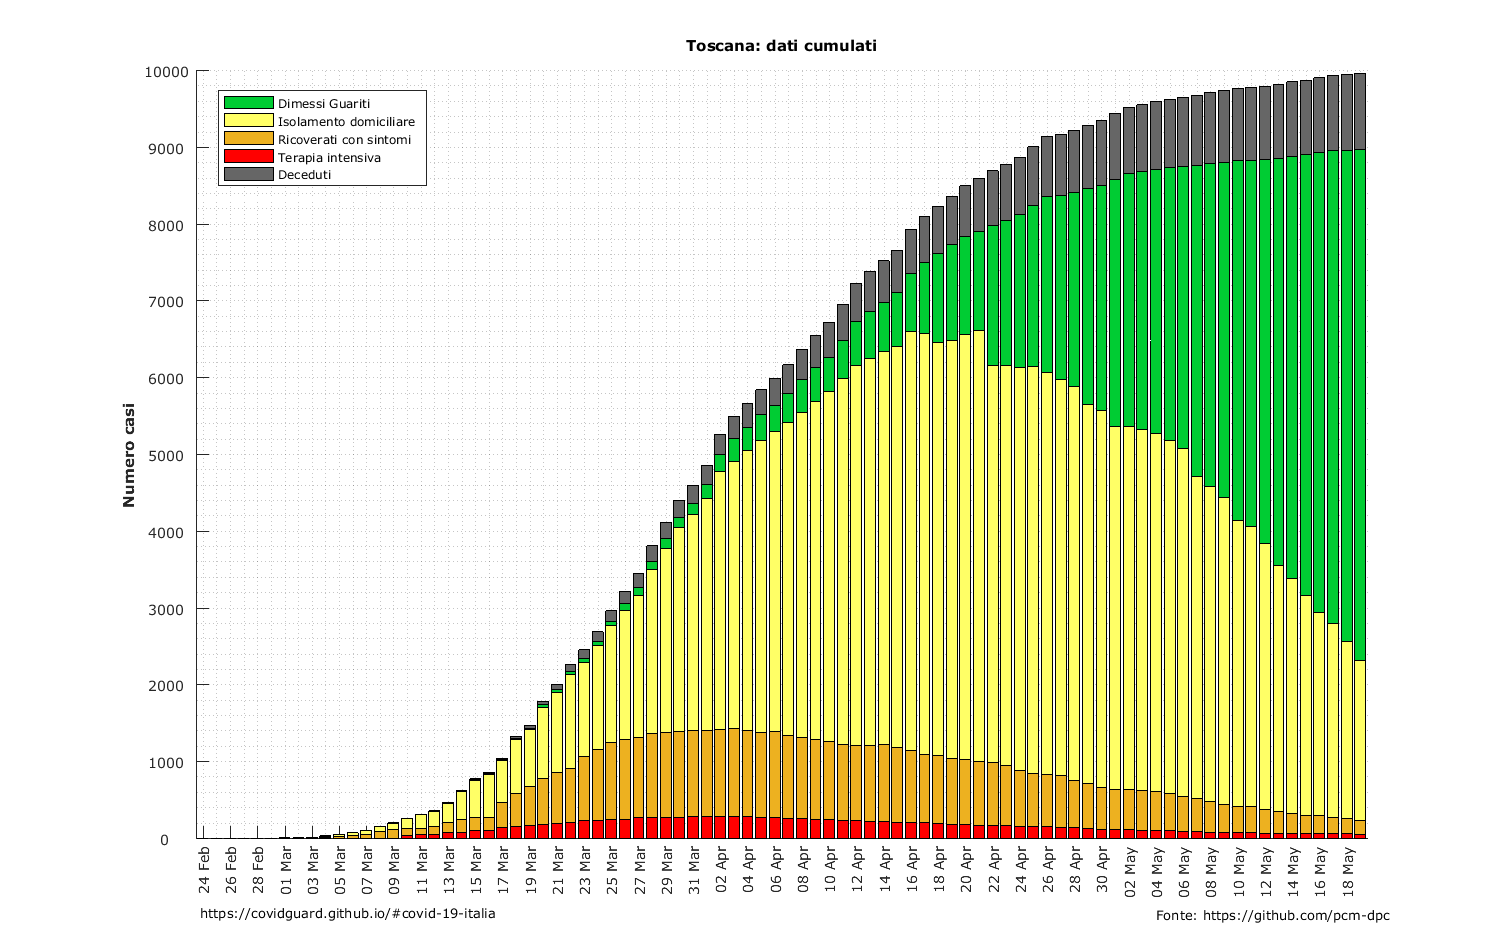 Toscana: dati cumulati
10000
9000
8000
7000
6000
5000
4000
3000
2000
1000
0
Numero casi
Dimessi Guariti
Isolamento domiciliare
Ricoverati con sintomi
Terapia intensiva
Deceduti
24 Feb
26 Feb
28 Feb
01 Mar
03 Mar
05 Mar
07 Mar
09 Mar
11 Mar
13 Mar
15 Mar
17 Mar
19 Mar
21 Mar
23 Mar
25 Mar
27 Mar
29 Mar
31 Mar
02 Apr
04 Apr
06 Apr
08 Apr
10 Apr
12 Apr
14 Apr
16 Apr
18 Apr
20 Apr
22 Apr
24 Apr
26 Apr
28 Apr
30 Apr
02 May
04 May
06 May
08 May
10 May
12 May
14 May
16 May
18 May
https://covidguard.github.io/#covid-19-italia
Fonte: https://github.com/pcm-dpc